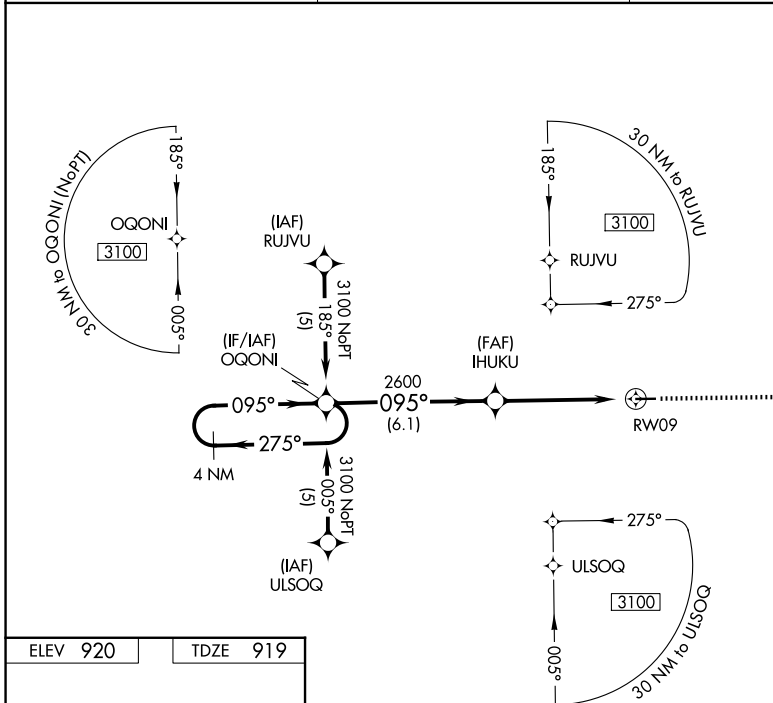 185°
30 NM to OQONI (NoPT)
OQONI
3100
005°
(IAF)
RUJVU
3100 NoPT
185°
(5)
185°
30 NM to RUJVU
3100
RUJVU
275°
(IF/IAF)
OQONI
2600
095°
(6.1)
(FAF)
IHUKU
095°
275°
4 NM
RW09
3100 NoPT
005°
(5)
(IAF)
ULSOQ
275°
ULSOQ
3100
005°
30 NM to ULSOQ
ELEV 920
TDZE 919